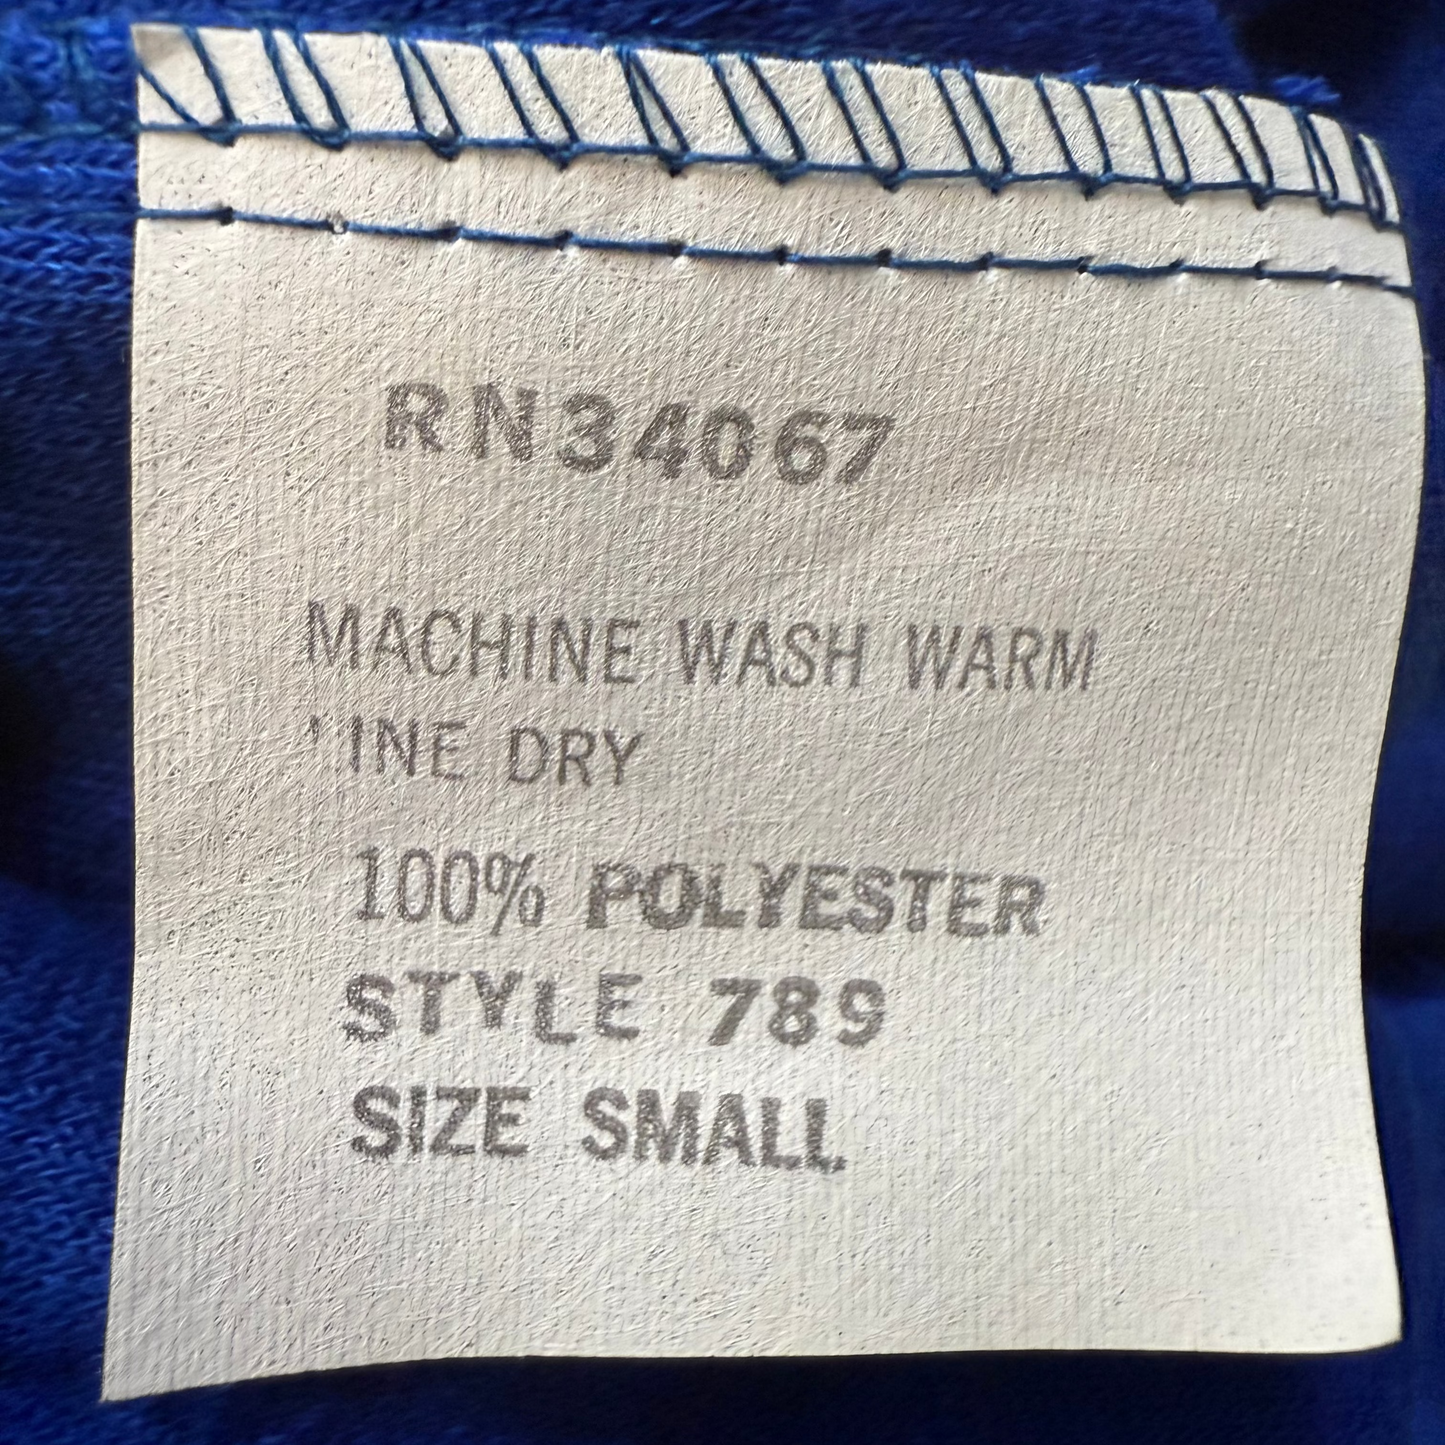 RN34067
MACHINE WASH WARM
LINE DRY
100% POLYESTER
STYLE 789
SIZE SMALL